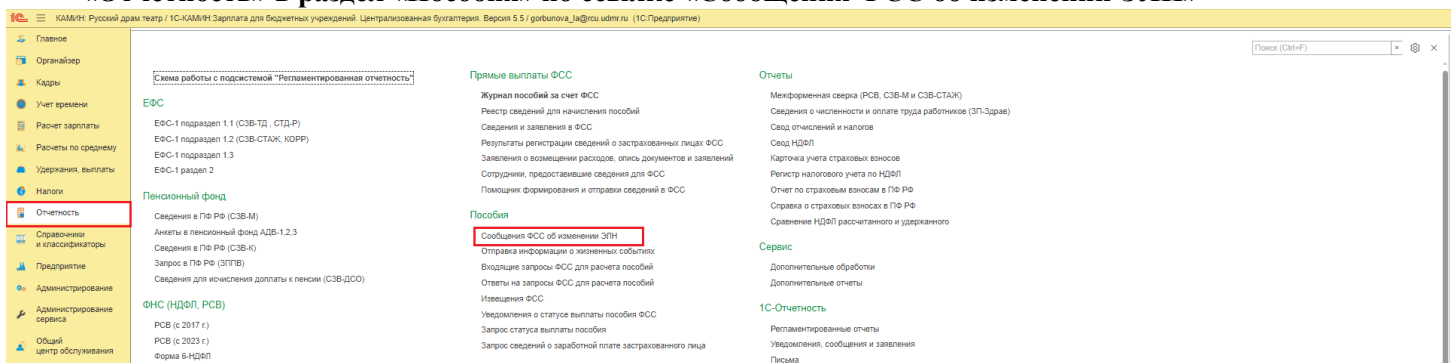 «Отчетность» в раздел «Пособия» по ссылке «Сообщения ФСС об изменении ЭЛН»
КАМИН: Русский драм.театр / 1С-КАМИН:Зарплата для бюджетных учреждений. Централизованная бухгалтерия. Версия 5.5 / gorbunova_la@rcu.udmr.ru (1С:Предприятие)
Поиск (Ctrl+F)
Главное
Органайзер
Кадры
Учет времени
Расчет зарплаты
Расчеты по среднему
Удержания, выплаты
Налоги
Отчетность
Справочники
и классификаторы
Предприятие
Администрирование
Администрирование
сервиса
Общий
центр обслуживания
Схема работы с подсистемой "Регламентированная отчетность"
ЕФС
ЕФС-1 подраздел 1.1 (СЗВ-ТД , СТД-Р)
ЕФС-1 подраздел 1.2 (СЗВ-СТАЖ, КОРР)
ЕФС-1 подраздел 1.3
ЕФС-1 раздел 2
Пенсионный фонд
Сведения в ПФ РФ (СЗВ-М)
Анкеты в пенсионный фонд АДВ-1,2,3
Сведения в ПФ РФ (СЗВ-К)
Запрос в ПФ РФ (ЗППВ)
Сведения для исчисления доплаты к пенсии (СЗВ-ДСО)
ФНС (НДФЛ, РСВ)
РСВ (с 2017 г.)
РСВ (с 2023 г.)
Форма 6-НДФЛ
Прямые выплаты ФСС
Журнал пособий за счет ФСС
Реестр сведений для начисления пособий
Сведения и заявления в ФСС
Результаты регистрации сведений о застрахованных лицах ФСС
Заявления о возмещении расходов, опись документов и заявлений
Сотрудники, предоставившие сведения для ФСС
Помощник формирования и отправки сведений в ФСС
Пособия
Сообщения ФСС об изменении ЭЛН
Отправка информации о жизненных событиях
Входящие запросы ФСС для расчета пособий
Ответы на запросы ФСС для расчета пособий
Извещения ФСС
Уведомления о статусе выплаты пособия ФСС
Запрос статуса выплаты пособия
Запрос сведений о заработной плате застрахованного лица
Отчеты
Межформенная сверка (РСВ, СЗВ-М и СЗВ-СТАЖ)
Сведения о численности и оплате труда работников (ЗП-Здрав)
Свод отчислений и налогов
Свод НДФЛ
Карточка учета страховых взносов
Регистр налогового учета по НДФЛ
Отчет по страховым взносам в ПФ РФ
Справка о страховых взносах в ПФ РФ
Сравнение НДФЛ рассчитанного и удержанного
Сервис
Дополнительные обработки
Дополнительные отчеты
1С-Отчетность
Регламентированные отчеты
Уведомления, сообщения и заявления
Письма